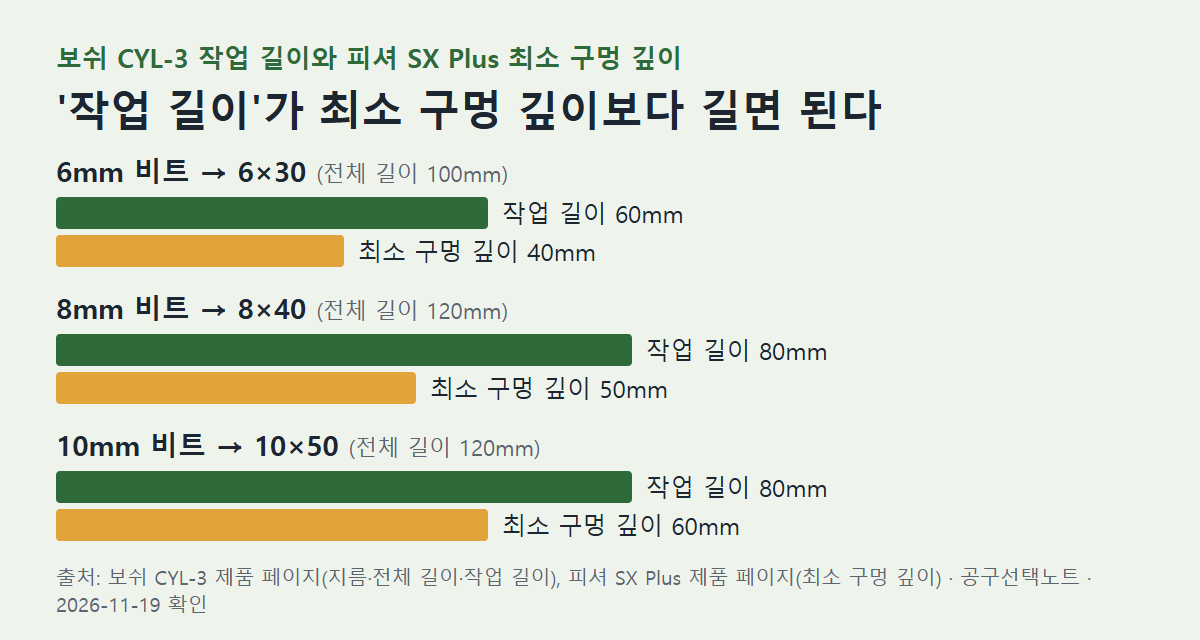 보쉬 CYL-3 작업 길이와 피셔 SX Plus 최소 구멍 깊이
'작업 길이'가 최소 구멍 깊이보다 길면 된다
6mm 비트 → 6×30 (전체 길이 100mm)
작업 길이 60mm
최소 구멍 깊이 40mm
8mm 비트 → 8×40 (전체 길이 120mm)
작업 길이 80mm
최소 구멍 깊이 50mm
10mm 비트 → 10×50 (전체 길이 120mm)
작업 길이 80mm
최소 구멍 깊이 60mm
출처: 보쉬 CYL-3 제품 페이지(지름·전체 길이·작업 길이), 피셔 SX Plus 제품 페이지(최소 구멍 깊이) · 공구선택노트 ·
2026-11-19 확인